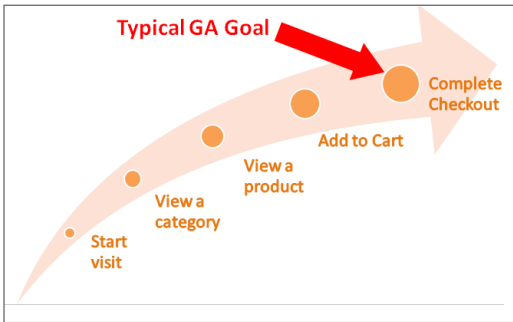 Typical GA Goal
Complete
Checkout
Add to Cart
View a
product
View a
category
Start
visit